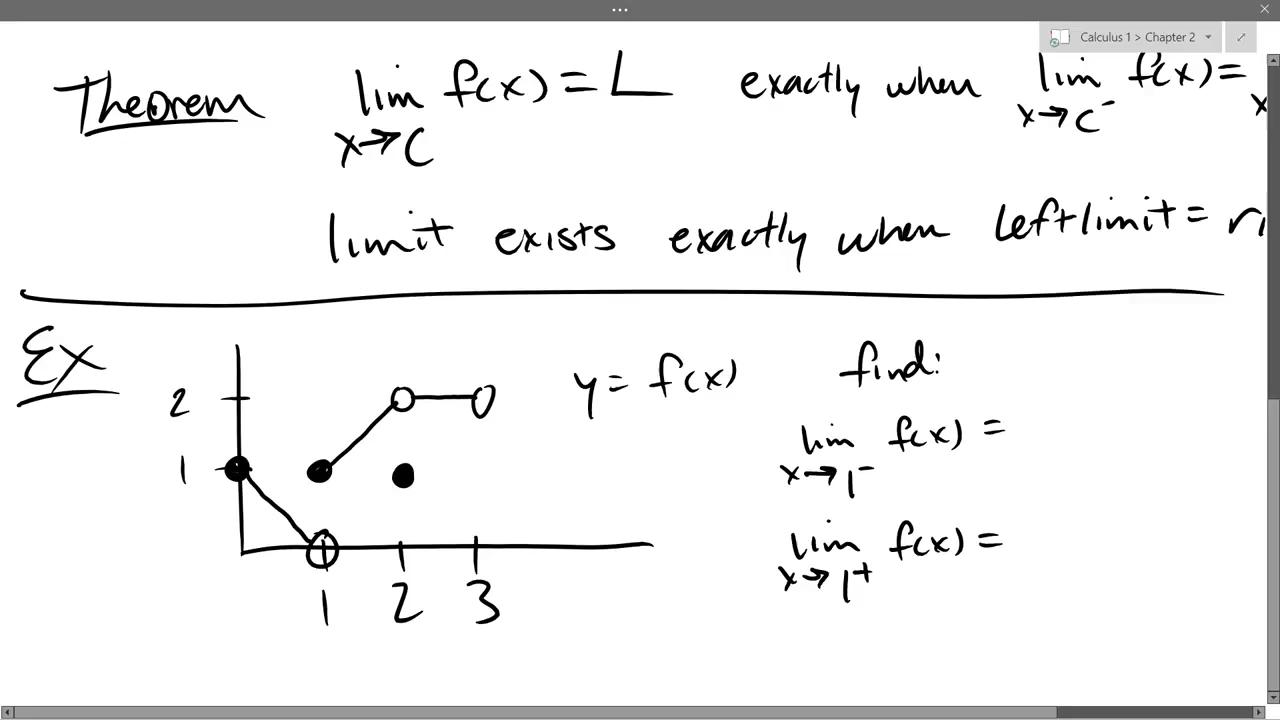 Calculus 1 > Chapter 2
Theorem lim f(x) = L exactly when lim f(x) =
x→c x→c⁻ x
limit exists exactly when left limit = ri
Ex
y = f(x) find:
2
1
lim f(x) =
x→1⁻
lim f(x) =
x→1⁺
1 2 3